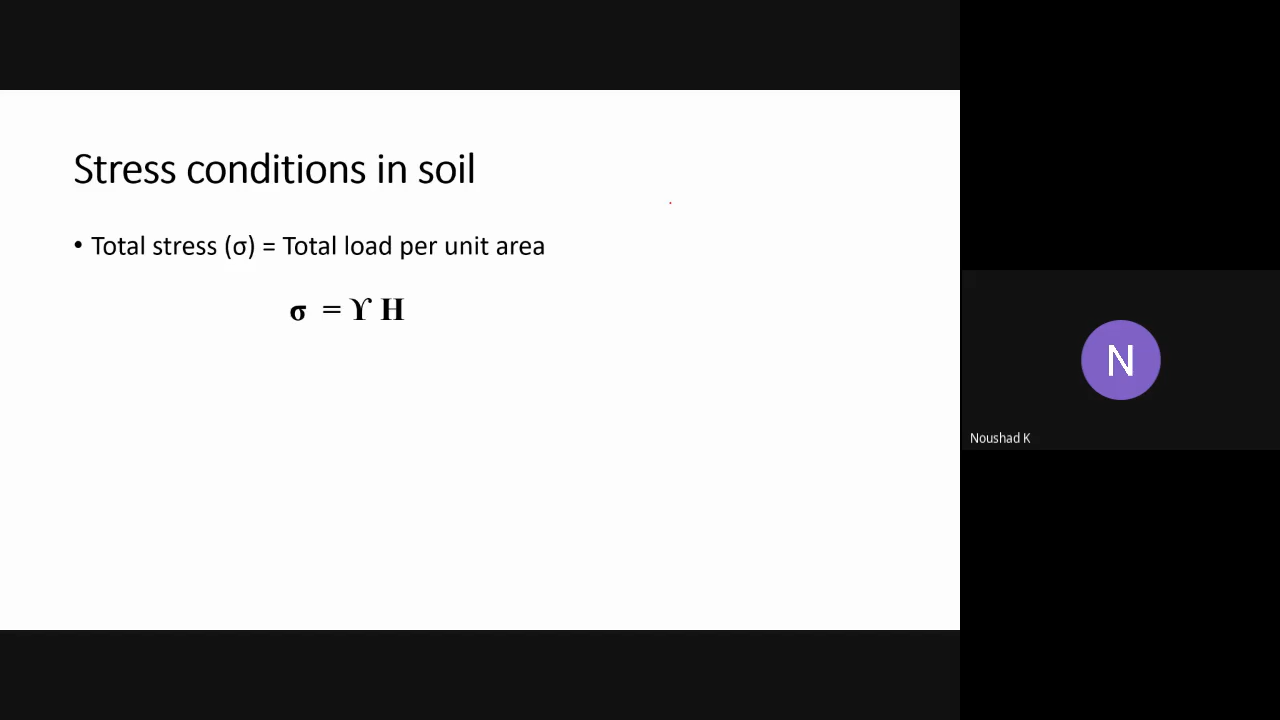 Stress conditions in soil
• Total stress (σ) = Total load per unit area
σ = ϒ H
N
Noushad K